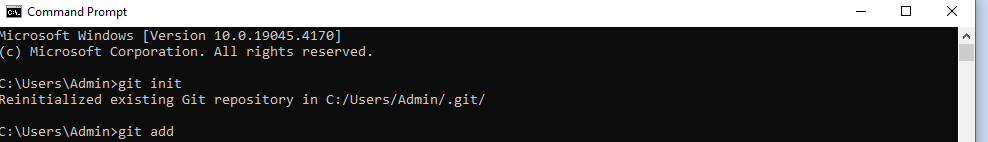 Command Prompt
Microsoft Windows [Version 10.0.19045.4170]
(c) Microsoft Corporation. All rights reserved.
C:\Users\Admin>git init
Reinitialized existing Git repository in C:/Users/Admin/.git/
C:\Users\Admin>git add